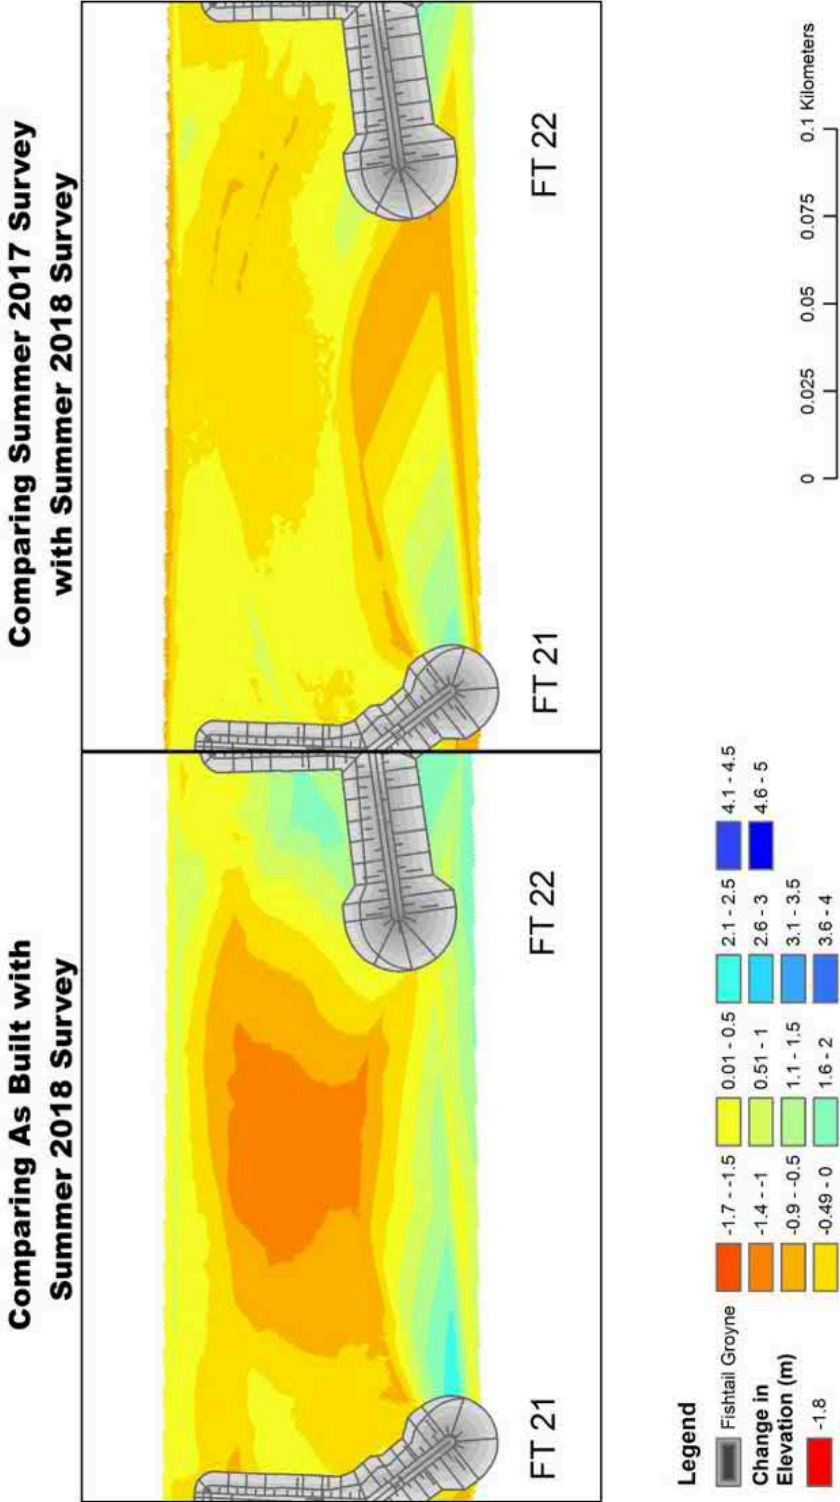 Comparing As Built with
Summer 2018 Survey
Comparing Summer 2017 Survey
with Summer 2018 Survey
FT 21
FT 22
FT 21
FT 22
Legend
Fishtail Groyne
Change in
Elevation (m)
-1.8
-1.7 - -1.5
-1.4 - -1
-0.9 - -0.5
-0.49 - 0
0.01 - 0.5
0.51 - 1
1.1 - 1.5
1.6 - 2
2.1 - 2.5
2.6 - 3
3.1 - 3.5
3.6 - 4
4.1 - 4.5
4.6 - 5
0 0.025 0.05 0.075 0.1 Kilometers